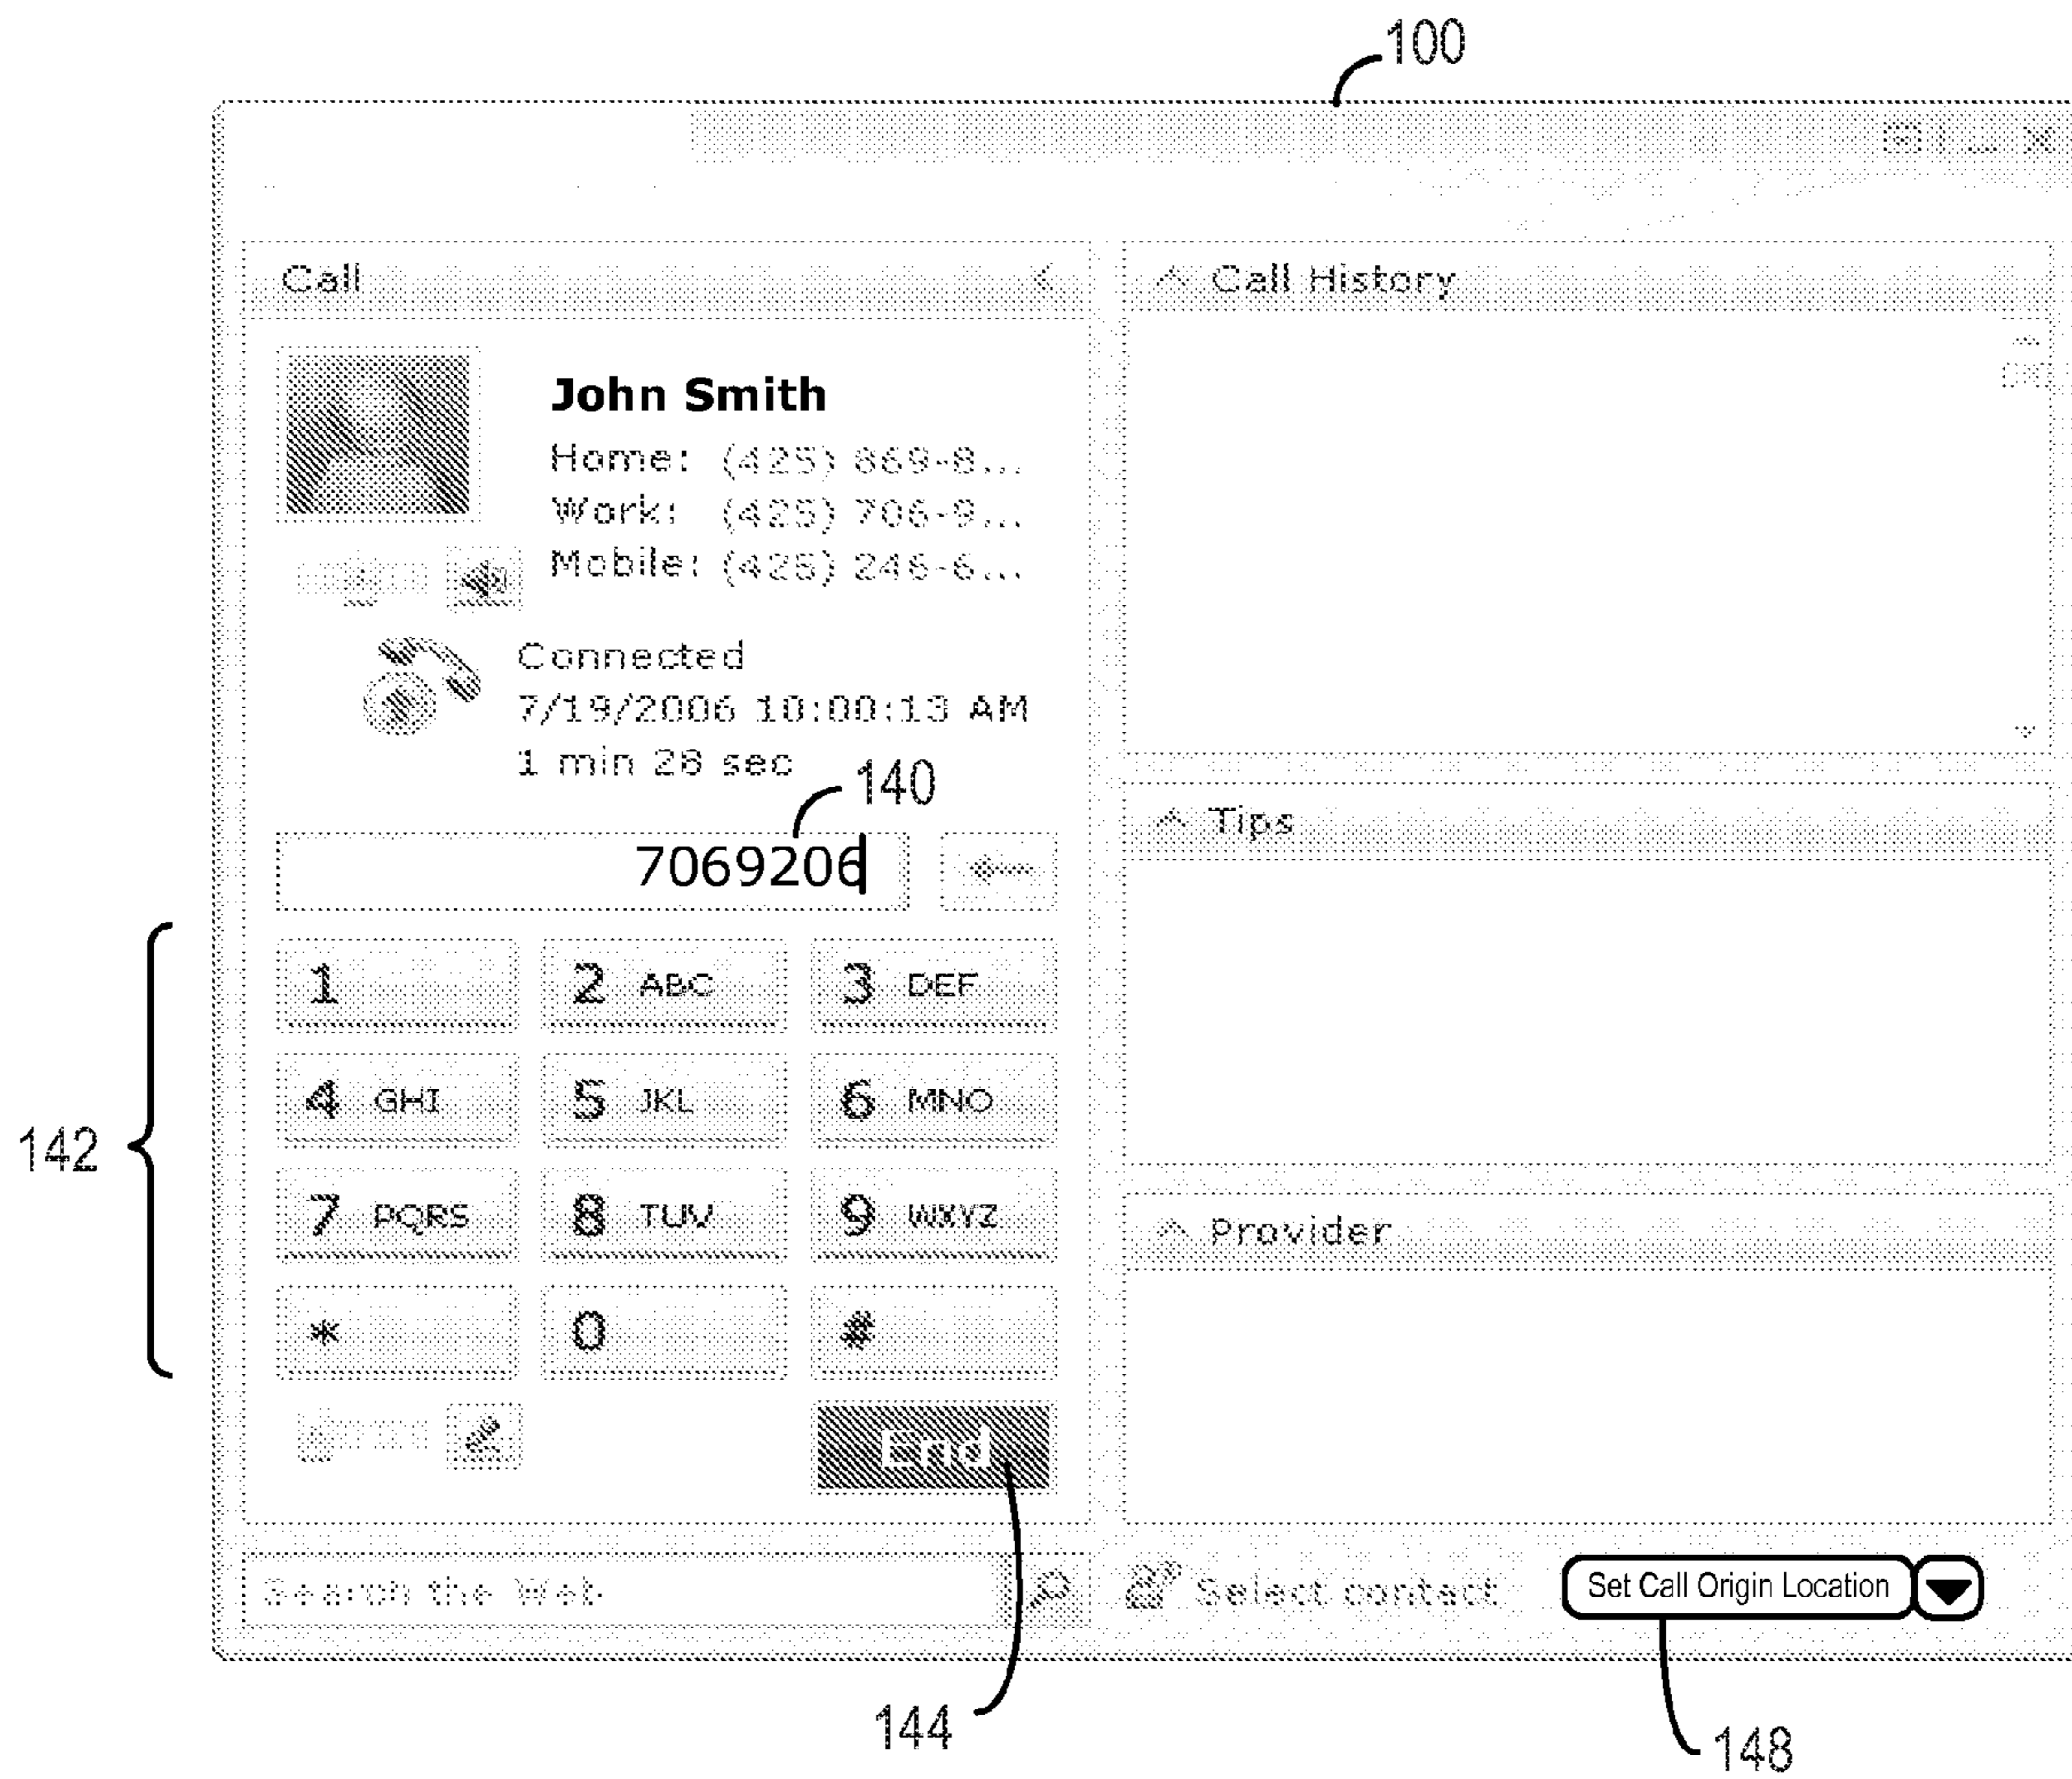 100
Call
Call History
John Smith
Home: (425) 869-8...
Work: (425) 706-9...
Mobile: (425) 246-6...
Connected
7/19/2006 10:00:13 AM
1 min 28 sec
140
7069206
Tips
142
1
2 ABC
3 DEF
4 GHI
5 JKL
6 MNO
7 PQRS
8 TUV
9 WXYZ
*
0
#
Provider
End
Search the Web
Select contact
Set Call Origin Location
144
148